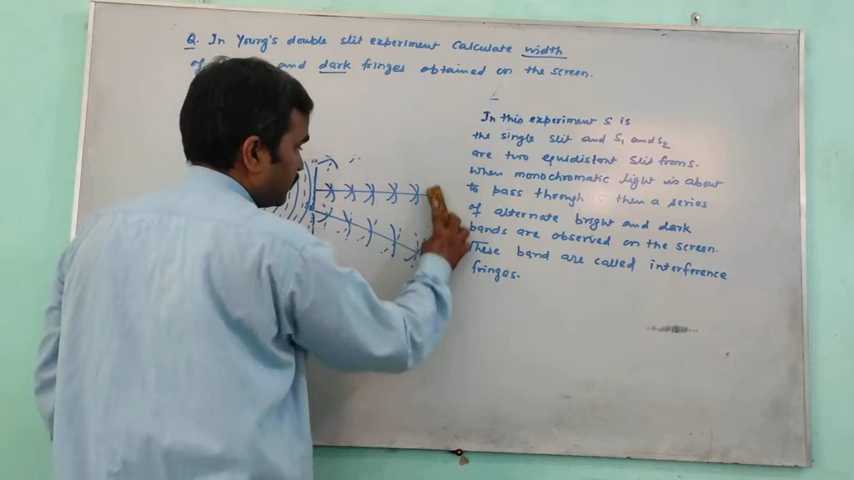 Q. In Young's double slit experiment calculate width
of and dark fringes obtained on the screen.
In this experiment S is
the single slit and S1 and S2
are two equidistant slit from S.
When monochromatic light is about
to pass through S then a series
of alternate bright and dark
bands are observed on the screen.
These band are called interference
fringes.